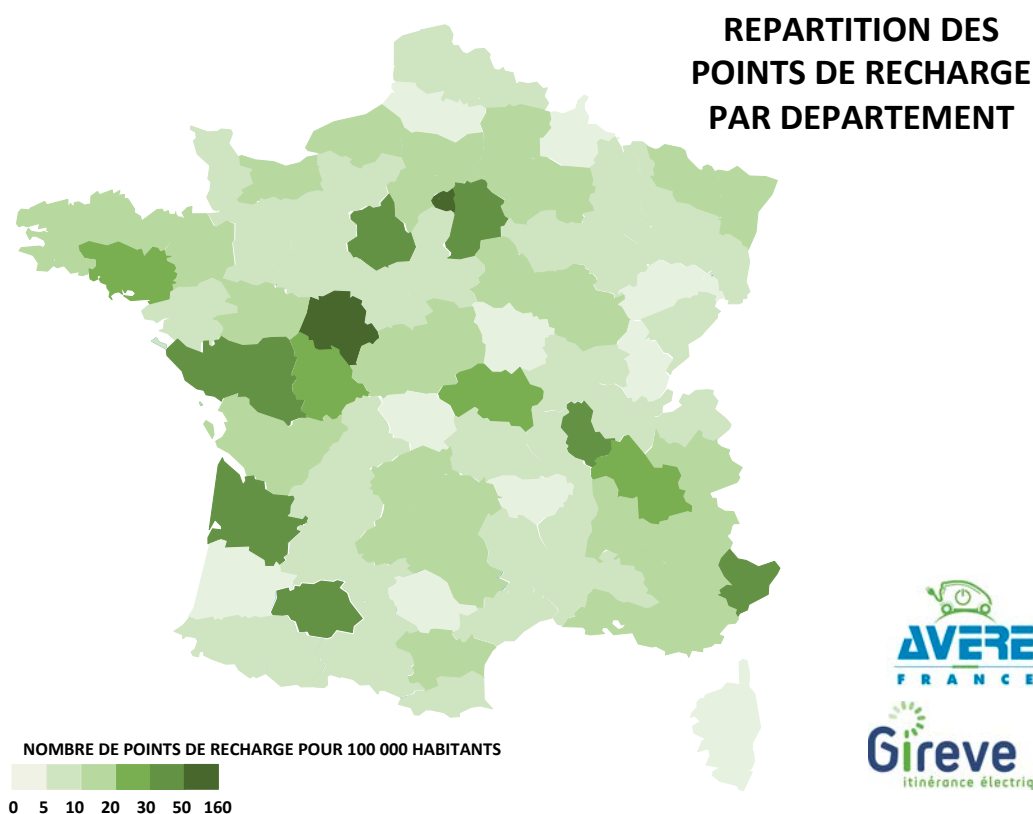 REPARTITION DES
POINTS DE RECHARGE
PAR DEPARTEMENT
AVERE
FRANCE
Gireve
itinérance électriq
NOMBRE DE POINTS DE RECHARGE POUR 100 000 HABITANTS
0 5 10 20 30 50 160